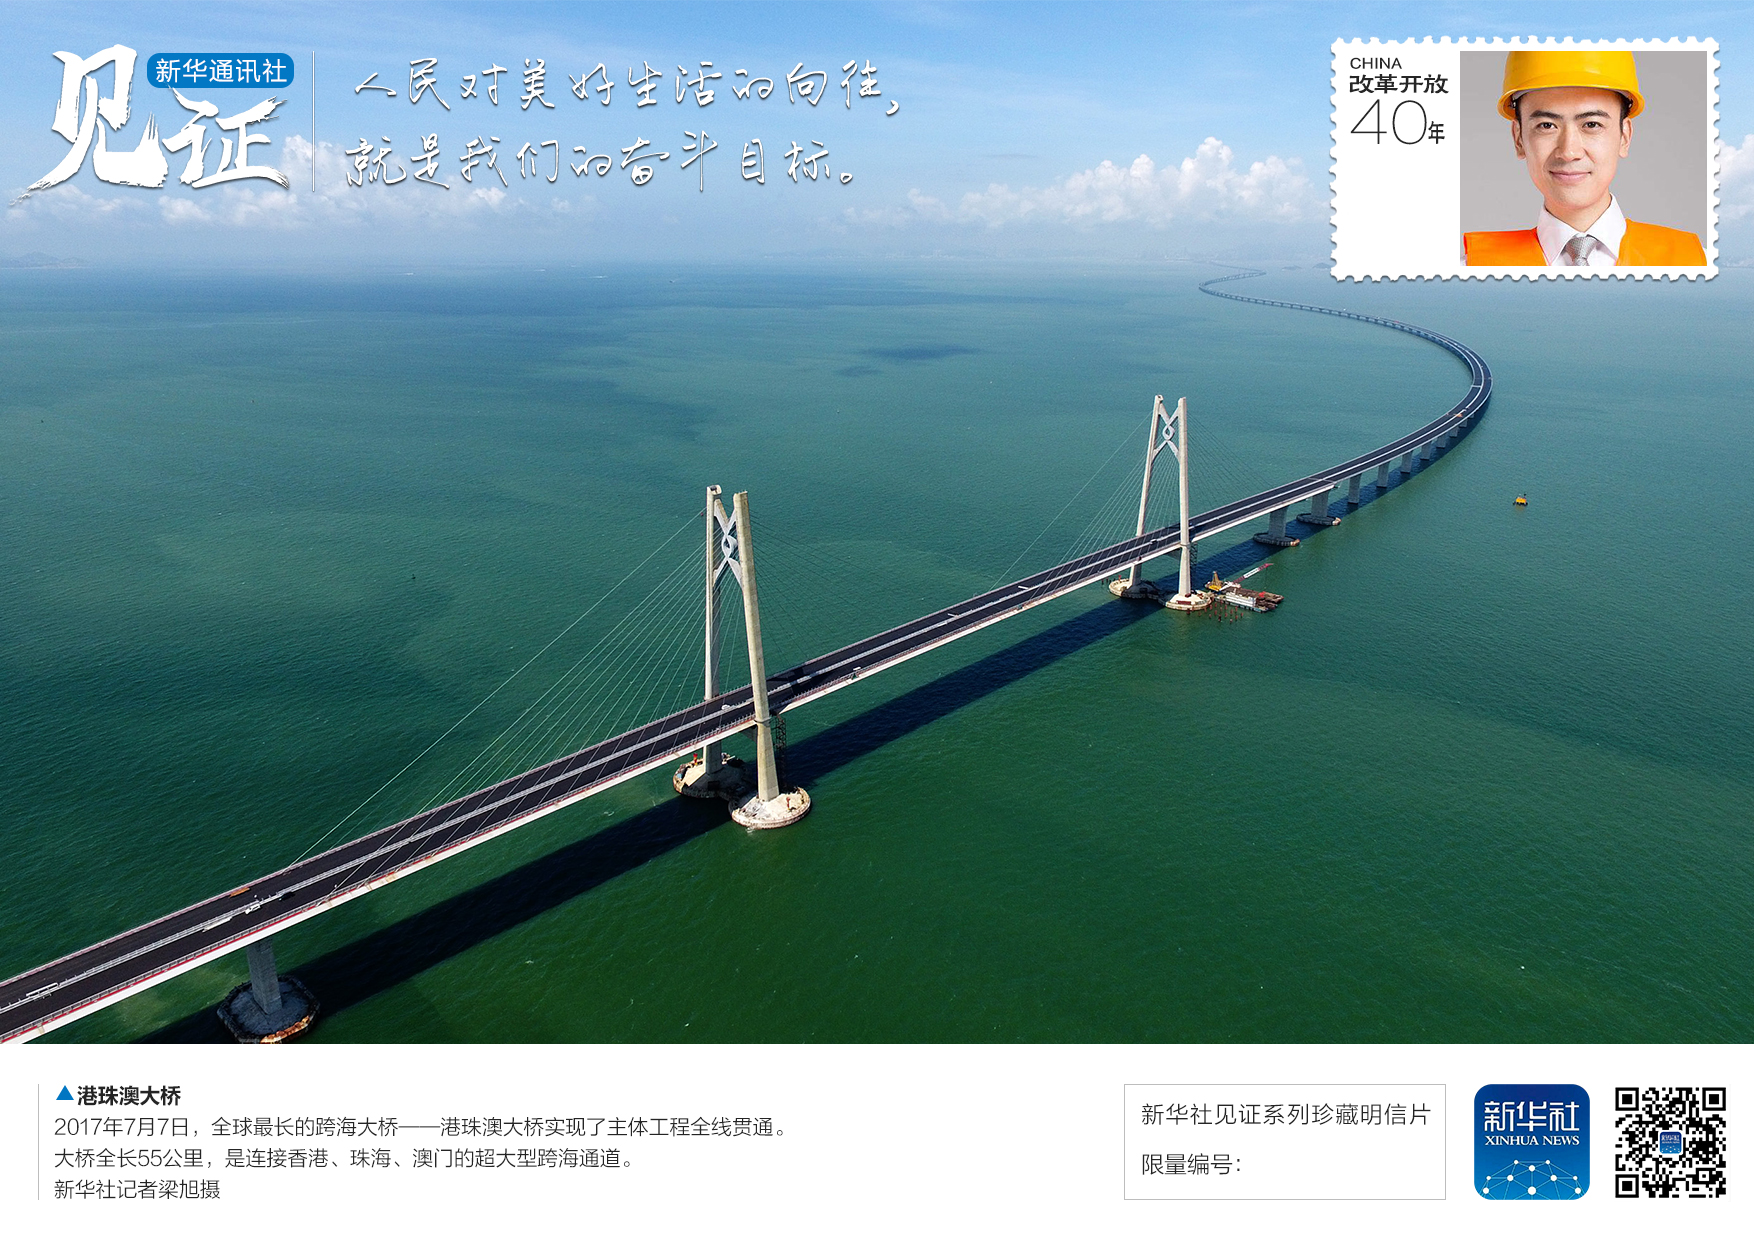 见证
新华通讯社
人民对美好生活的向往，
就是我们的奋斗目标。
CHINA
改革开放
40年
▲港珠澳大桥
2017年7月7日，全球最长的跨海大桥——港珠澳大桥实现了主体工程全线贯通。
大桥全长55公里，是连接香港、珠海、澳门的超大型跨海通道。
新华社记者梁旭摄
新华社见证系列珍藏明信片
限量编号：
新华社
XINHUA NEWS